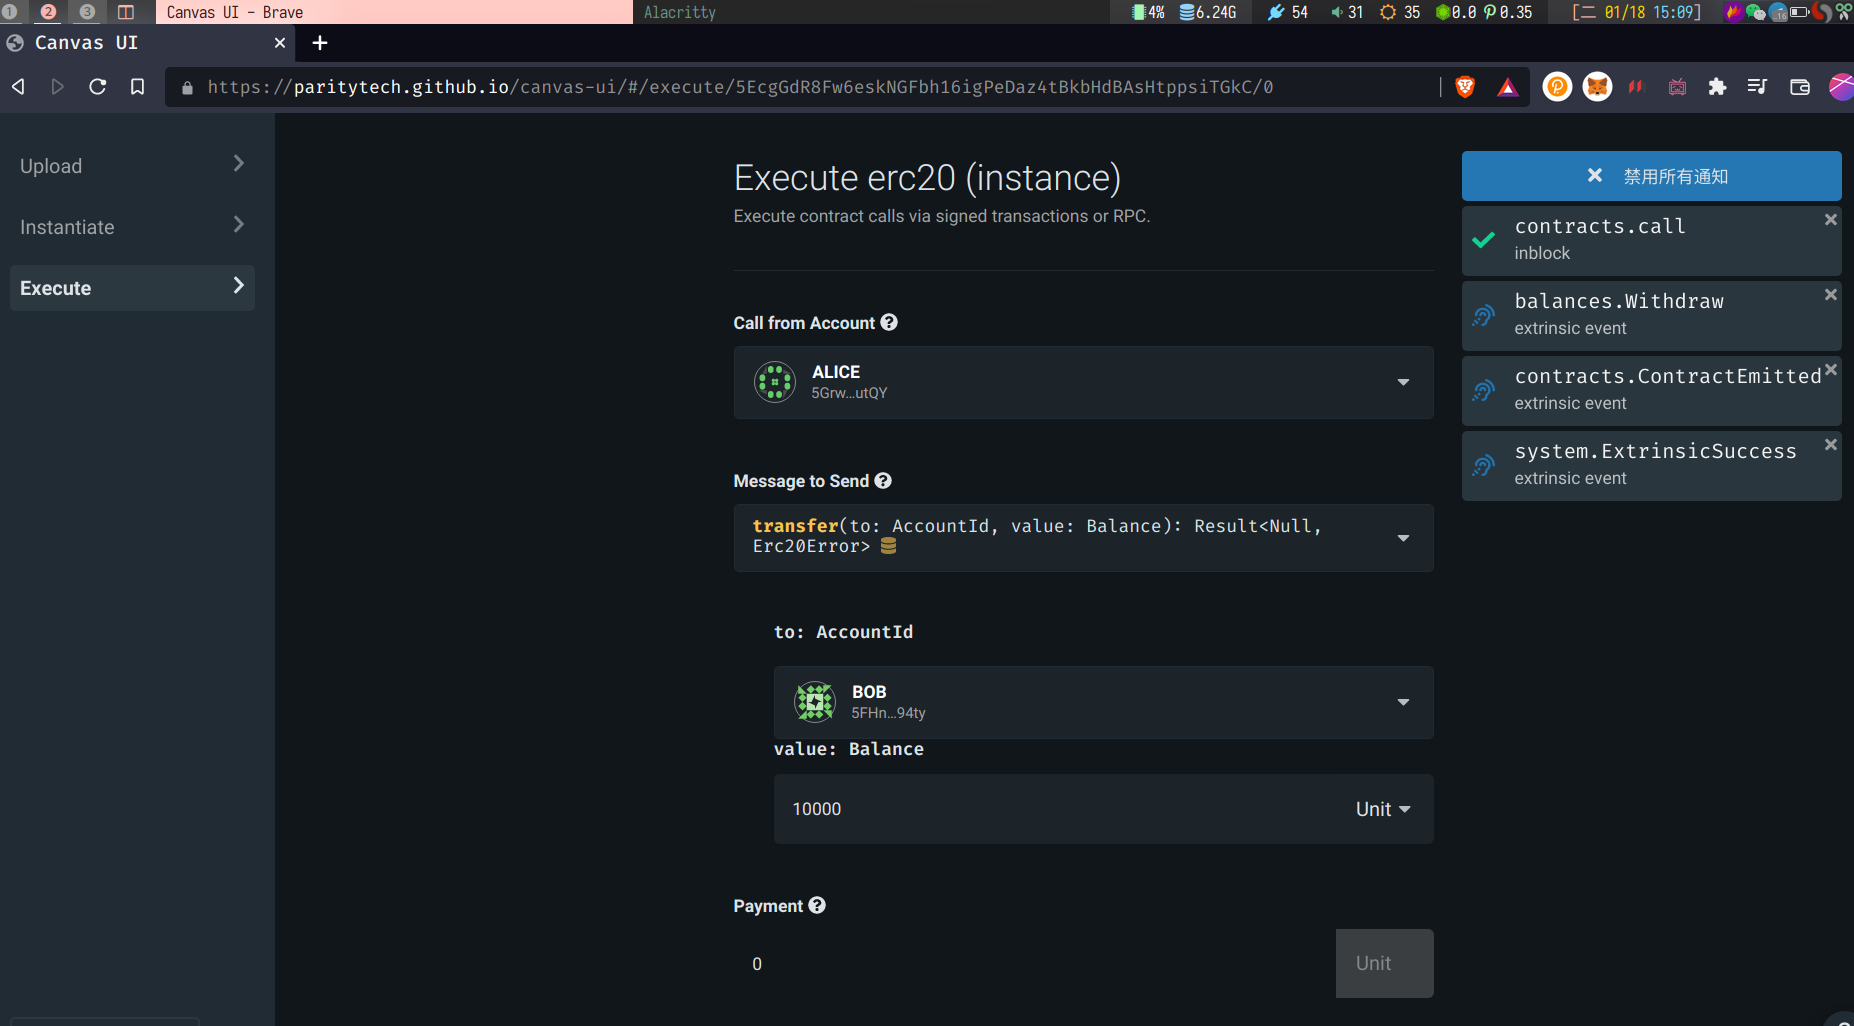 1 2 3 Canvas UI - Brave Alacritty 4% 6.24G 54 31 35 0.0 0.35 [二 01/18 15:09]
Canvas UI
https://paritytech.github.io/canvas-ui/#/execute/5EcgGdR8Fw6eskNGFbh16igPeDaz4tBkbHdBAsHtppsiTGkC/0
Upload
Instantiate
Execute
Execute erc20 (instance)
Execute contract calls via signed transactions or RPC.
Call from Account
ALICE
5Grw...utQY
Message to Send
transfer(to: AccountId, value: Balance): Result<Null,
Erc20Error>
to: AccountId
BOB
5FHn...94ty
value: Balance
10000 Unit
Payment
0 Unit
禁用所有通知
contracts.call
inblock
balances.Withdraw
extrinsic event
contracts.ContractEmitted
extrinsic event
system.ExtrinsicSuccess
extrinsic event